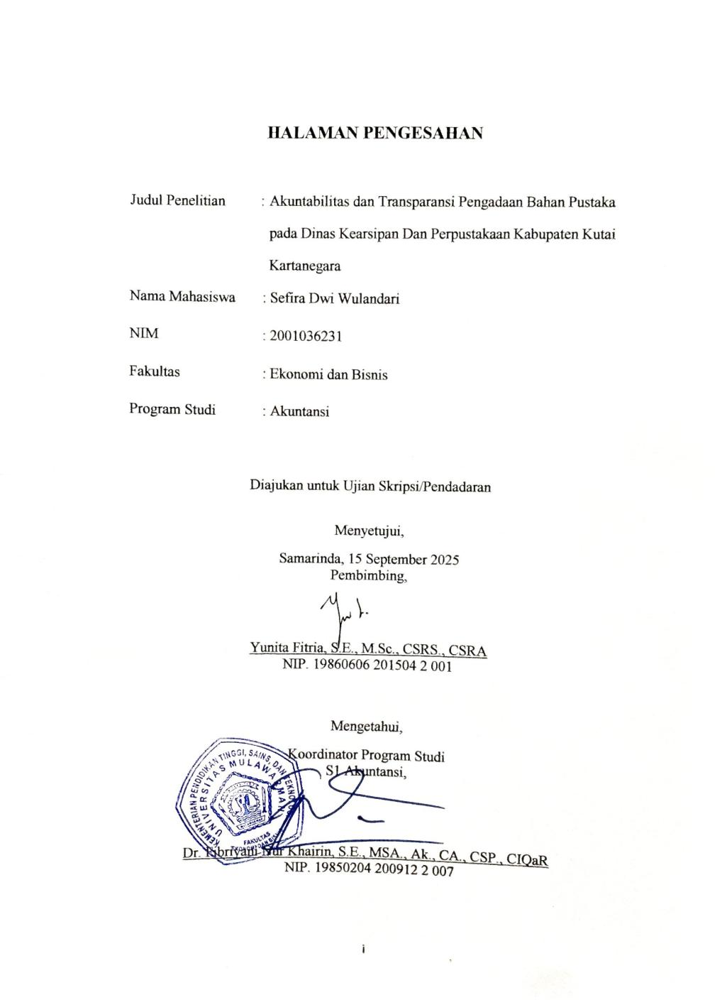 HALAMAN PENGESAHAN
Judul Penelitian : Akuntabilitas dan Transparansi Pengadaan Bahan Pustaka
pada Dinas Kearsipan Dan Perpustakaan Kabupaten Kutai
Kartanegara
Nama Mahasiswa : Sefira Dwi Wulandari
NIM : 2001036231
Fakultas : Ekonomi dan Bisnis
Program Studi : Akuntansi
Diajukan untuk Ujian Skripsi/Pendadaran
Menyetujui,
Samarinda, 15 September 2025
Pembimbing,
Yunita Fitria, S.E., M.Sc., CSRS., CSRA
NIP. 19860606 201504 2 001
Mengetahui,
Koordinator Program Studi
S1 Akuntansi,
KEMENTERIAN PENDIDIKAN TINGGI, SAINS, DAN TEKNOLOGI
UNIVERSITAS MULAWARMAN
FAKULTAS
EKONOMI DAN BISNIS
Dr. Fibriyani Nur Khairin, S.E., MSA., Ak., CA., CSP., CIQaR
NIP. 19850204 200912 2 007
i